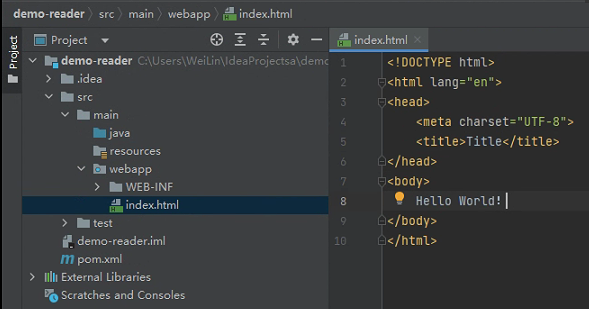 demo-reader > src > main > webapp > index.html
Project
Project
index.html
demo-reader C:\Users\WeiLin\IdeaProjectsa\demo
.idea
src
main
java
resources
webapp
WEB-INF
index.html
test
demo-reader.iml
pom.xml
External Libraries
Scratches and Consoles
1 <!DOCTYPE html>
2 <html lang="en">
3 <head>
4 <meta charset="UTF-8">
5 <title>Title</title>
6 </head>
7 <body>
8 Hello World!
9 </body>
10 </html>